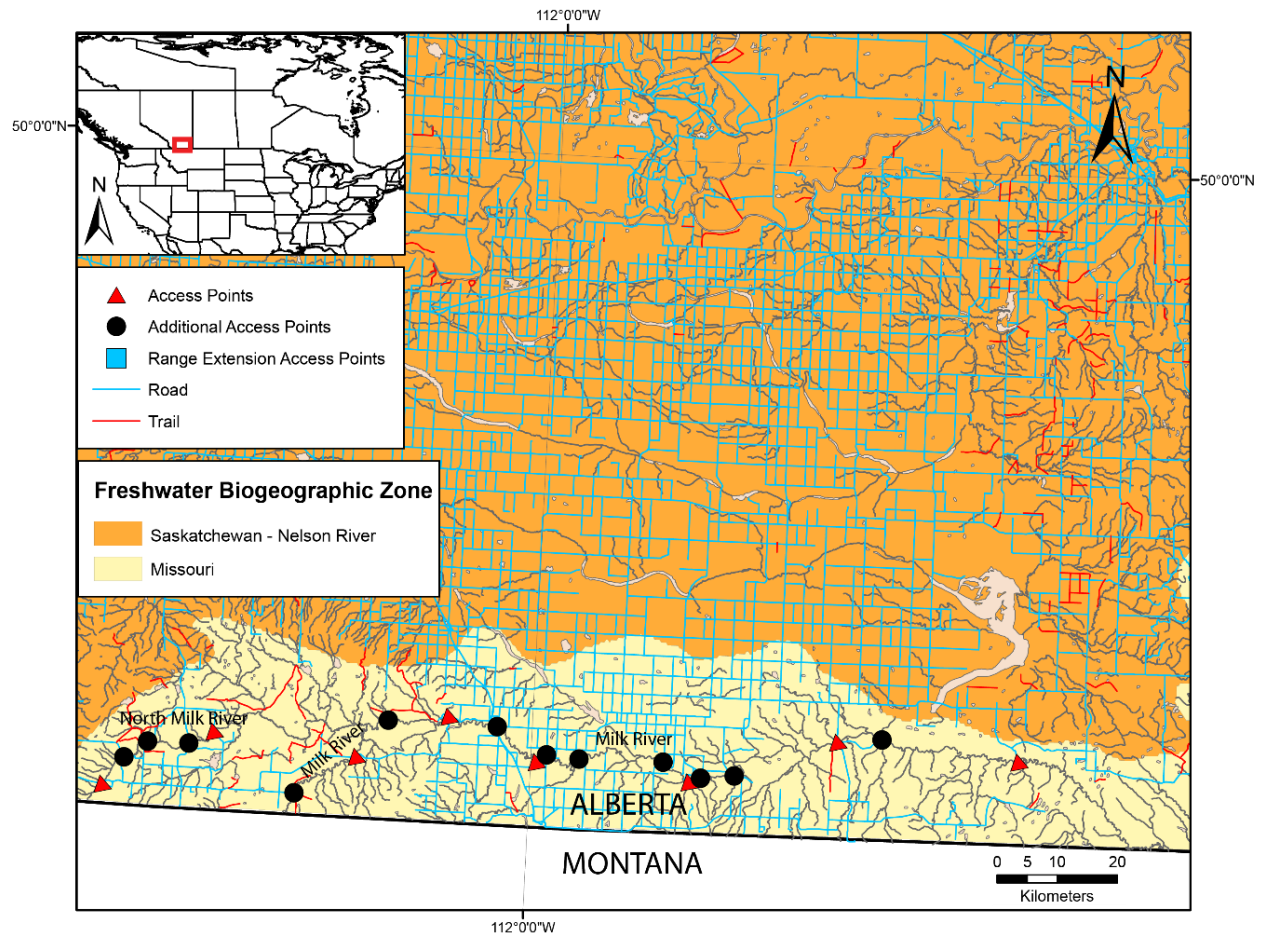 112°0'0"W
50°0'0"N
N
N
50°0'0"N
Access Points
Additional Access Points
Range Extension Access Points
Road
Trail
Freshwater Biogeographic Zone
Saskatchewan - Nelson River
Missouri
North Milk River
Milk River
Milk River
ALBERTA
MONTANA
0 5 10 20
Kilometers
112°0'0"W